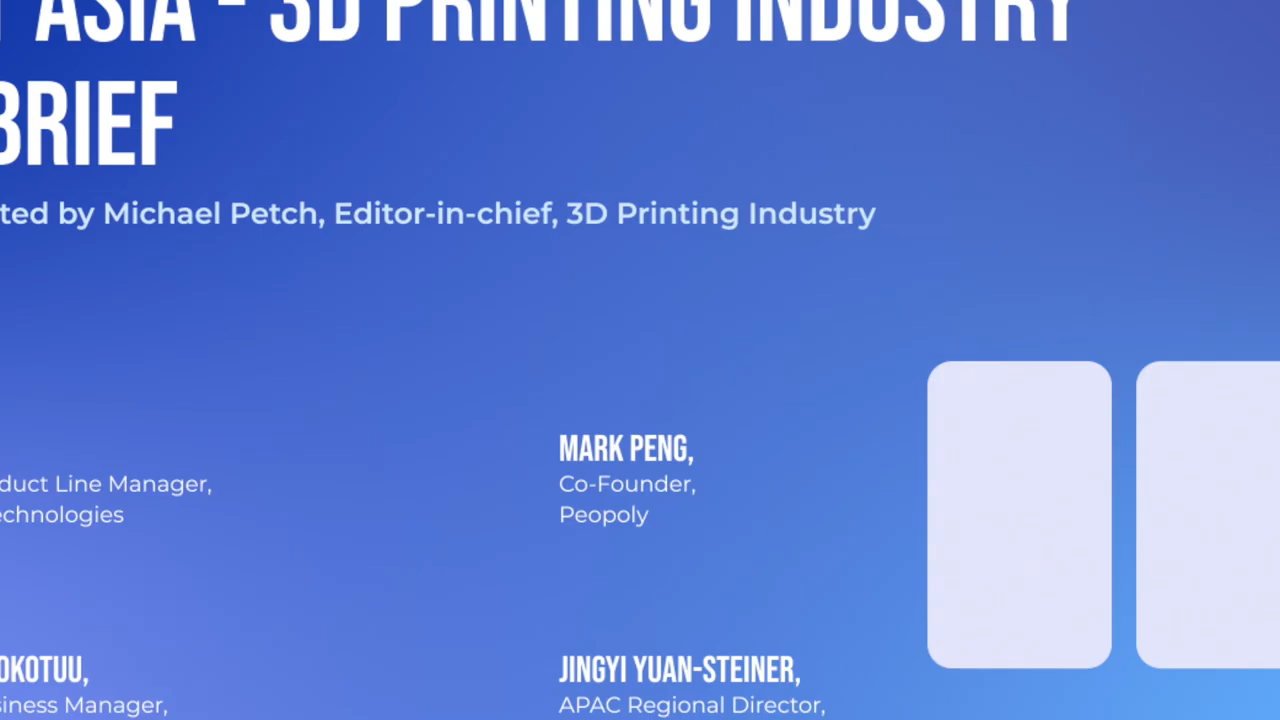 ASIA - 3D PRINTING INDUSTRY
BRIEF
ted by Michael Petch, Editor-in-chief, 3D Printing Industry
MARK PENG,
duct Line Manager,
Co-Founder,
echnologies
Peopoly
OKOTUU,
JINGYI YUAN-STEINER,
siness Manager,
APAC Regional Director,